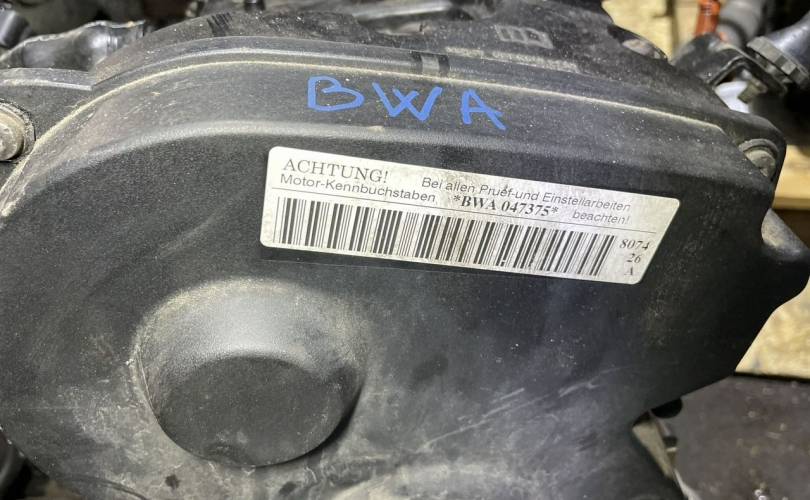 BWA
ACHTUNG! Bei allen Pruef-und Einstellarbeiten
Motor-Kennbuchstaben *BWA 047375* beachten!
8074
26
A